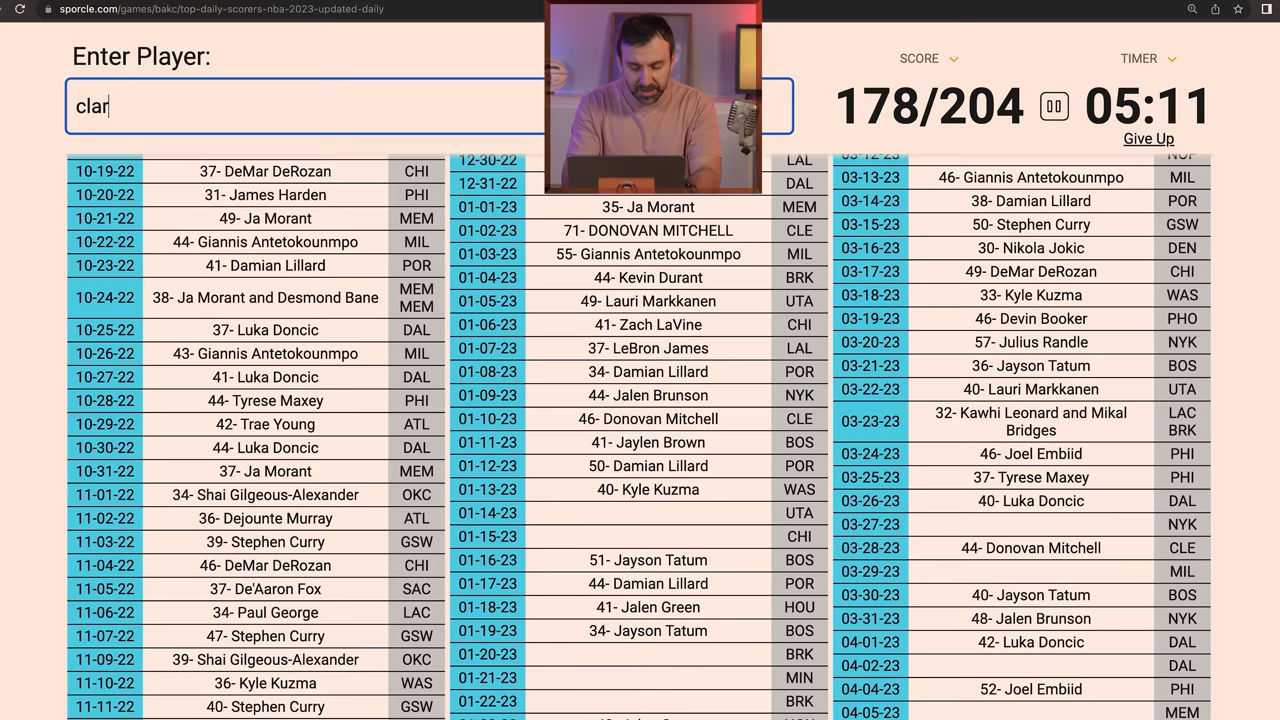 sporcle.com/games/bakc/top-daily-scorers-nba-2023-updated-daily
Enter Player:
clar
SCORE
TIMER
178/204
05:11
Give Up
10-19-22 37- DeMar DeRozan CHI
10-20-22 31- James Harden PHI
10-21-22 49- Ja Morant MEM
10-22-22 44- Giannis Antetokounmpo MIL
10-23-22 41- Damian Lillard POR
10-24-22 38- Ja Morant and Desmond Bane MEM
MEM
10-25-22 37- Luka Doncic DAL
10-26-22 43- Giannis Antetokounmpo MIL
10-27-22 41- Luka Doncic DAL
10-28-22 44- Tyrese Maxey PHI
10-29-22 42- Trae Young ATL
10-30-22 44- Luka Doncic DAL
10-31-22 37- Ja Morant MEM
11-01-22 34- Shai Gilgeous-Alexander OKC
11-02-22 36- Dejounte Murray ATL
11-03-22 39- Stephen Curry GSW
11-04-22 46- DeMar DeRozan CHI
11-05-22 37- De'Aaron Fox SAC
11-06-22 34- Paul George LAC
11-07-22 47- Stephen Curry GSW
11-09-22 39- Shai Gilgeous-Alexander OKC
11-10-22 36- Kyle Kuzma WAS
11-11-22 40- Stephen Curry GSW
12-30-22 LAL
12-31-22 DAL
01-01-23 35- Ja Morant MEM
01-02-23 71- DONOVAN MITCHELL CLE
01-03-23 55- Giannis Antetokounmpo MIL
01-04-23 44- Kevin Durant BRK
01-05-23 49- Lauri Markkanen UTA
01-06-23 41- Zach LaVine CHI
01-07-23 37- LeBron James LAL
01-08-23 34- Damian Lillard POR
01-09-23 44- Jalen Brunson NYK
01-10-23 46- Donovan Mitchell CLE
01-11-23 41- Jaylen Brown BOS
01-12-23 50- Damian Lillard POR
01-13-23 40- Kyle Kuzma WAS
01-14-23 UTA
01-15-23 CHI
01-16-23 51- Jayson Tatum BOS
01-17-23 44- Damian Lillard POR
01-18-23 41- Jalen Green HOU
01-19-23 34- Jayson Tatum BOS
01-20-23 BRK
01-21-23 MIN
01-22-23 BRK
03-12-23 NOP
03-13-23 46- Giannis Antetokounmpo MIL
03-14-23 38- Damian Lillard POR
03-15-23 50- Stephen Curry GSW
03-16-23 30- Nikola Jokic DEN
03-17-23 49- DeMar DeRozan CHI
03-18-23 33- Kyle Kuzma WAS
03-19-23 46- Devin Booker PHO
03-20-23 57- Julius Randle NYK
03-21-23 36- Jayson Tatum BOS
03-22-23 40- Lauri Markkanen UTA
03-23-23 32- Kawhi Leonard and Mikal LAC
Bridges BRK
03-24-23 46- Joel Embiid PHI
03-25-23 37- Tyrese Maxey PHI
03-26-23 40- Luka Doncic DAL
03-27-23 NYK
03-28-23 44- Donovan Mitchell CLE
03-29-23 MIL
03-30-23 40- Jayson Tatum BOS
03-31-23 48- Jalen Brunson NYK
04-01-23 42- Luka Doncic DAL
04-02-23 DAL
04-04-23 52- Joel Embiid PHI
04-05-23 MEM